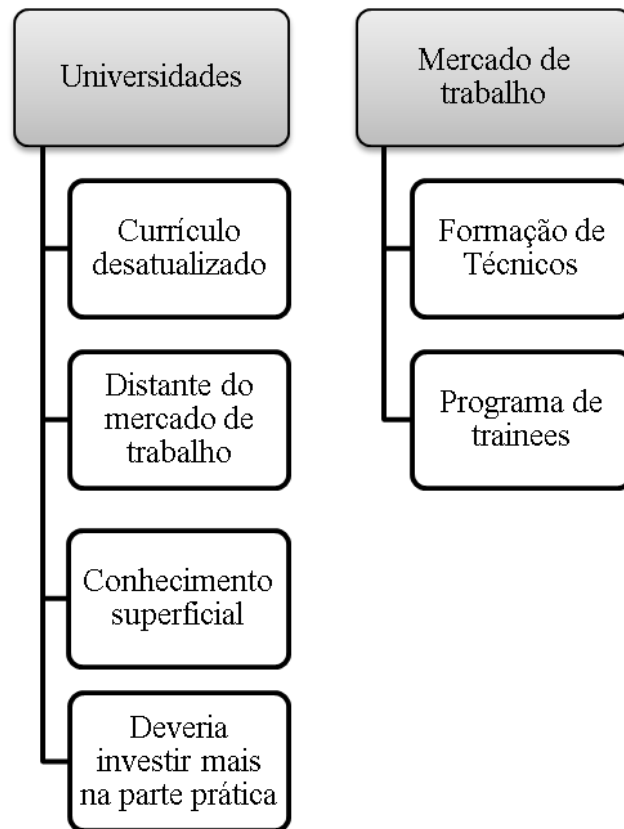 Universidades
Currículo
desatualizado
Distante do
mercado de
trabalho
Conhecimento
superficial
Deveria
investir mais
na parte prática
Mercado de
trabalho
Formação de
Técnicos
Programa de
trainees